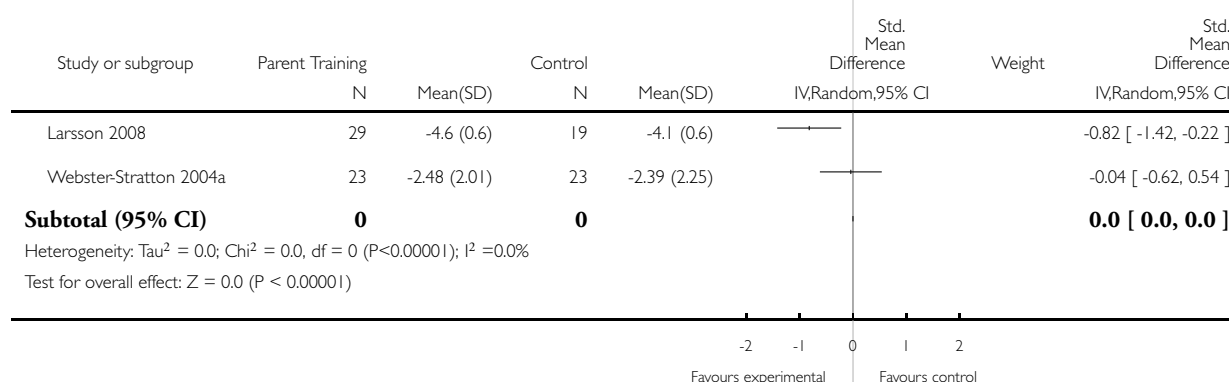 Std.
Mean
Difference
Std.
Mean
Difference
Study or subgroup Parent Training Control Weight
N Mean(SD) N Mean(SD) IV,Random,95% CI IV,Random,95% CI
Larsson 2008 29 -4.6 (0.6) 19 -4.1 (0.6) -0.82 [ -1.42, -0.22 ]
Webster-Stratton 2004a 23 -2.48 (2.01) 23 -2.39 (2.25) -0.04 [ -0.62, 0.54 ]
Subtotal (95% CI) 0 0 0.0 [ 0.0, 0.0 ]
Heterogeneity: Tau² = 0.0; Chi² = 0.0, df = 0 (P<0.00001); I² =0.0%
Test for overall effect: Z = 0.0 (P < 0.00001)
-2 -1 0 1 2
Favours experimental Favours control